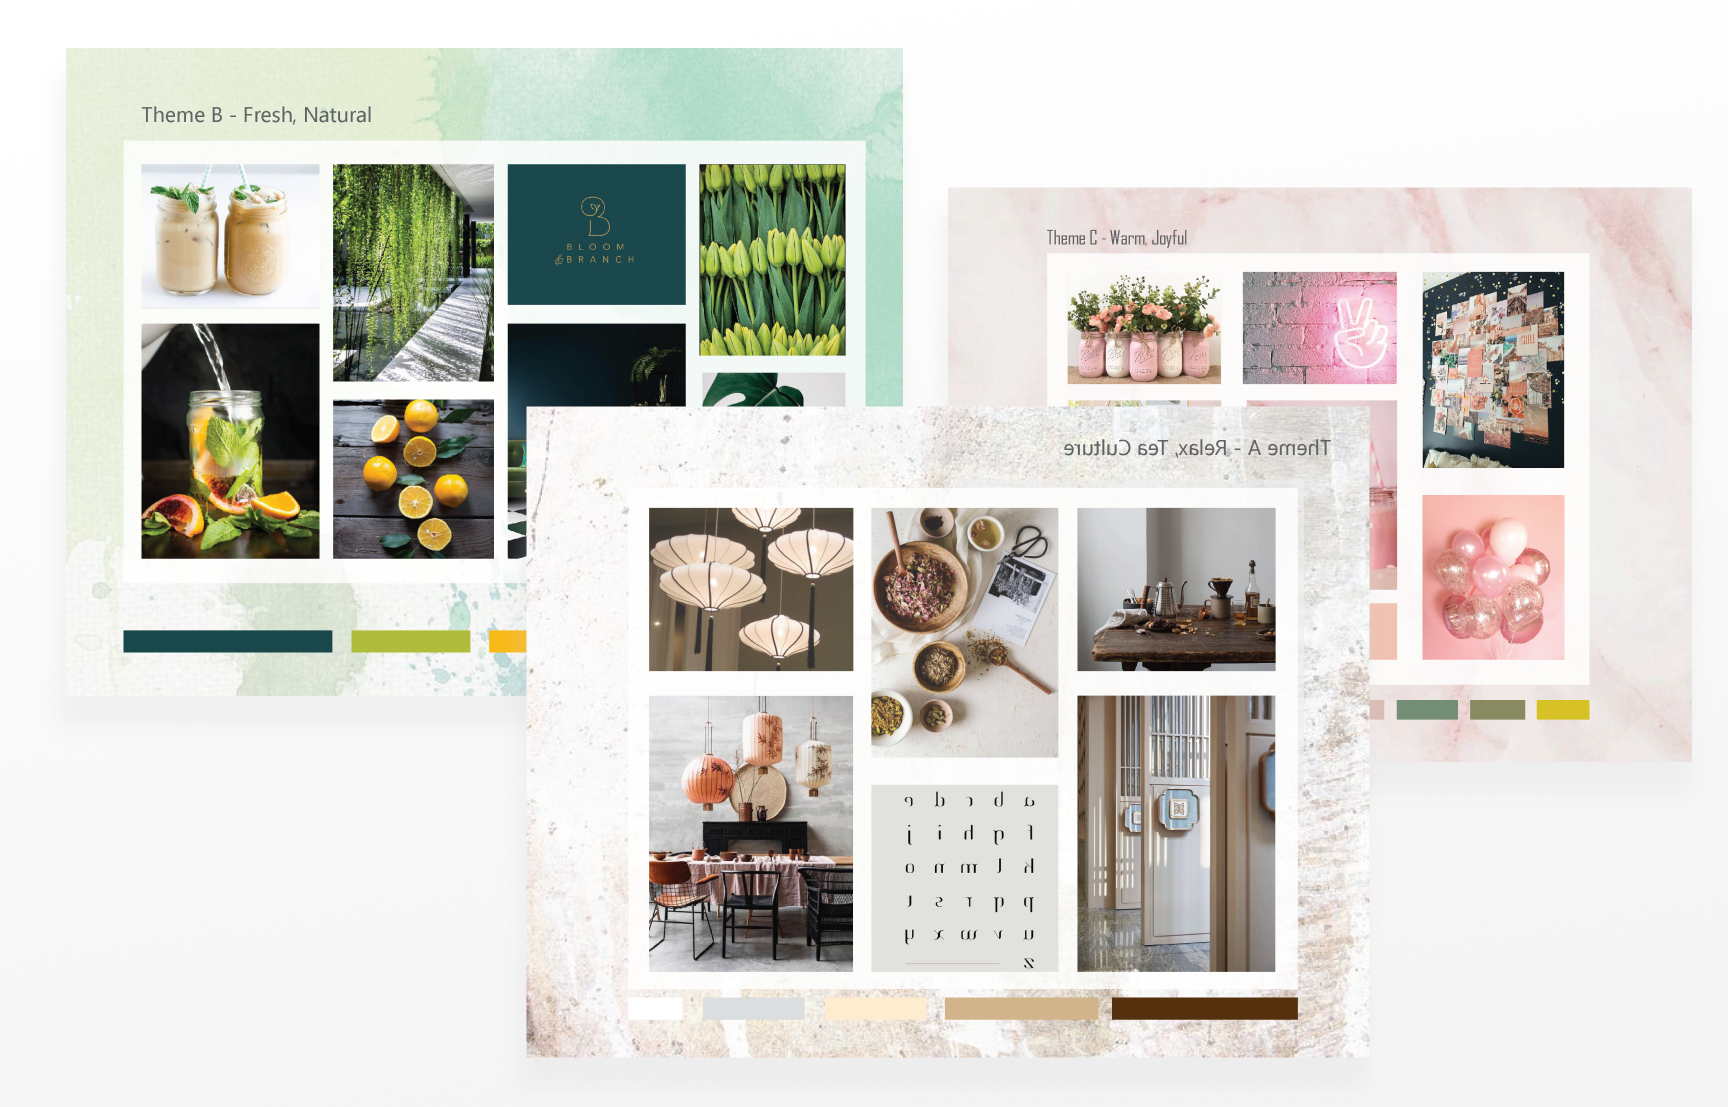 Theme B - Fresh, Natural
B
BLOOM
& BRANCH
Theme C - Warm, Joyful
Theme A - Relax, Tea Culture
a b c d e
f g h i j
k l m n o
p q r s t
u v w x y
z